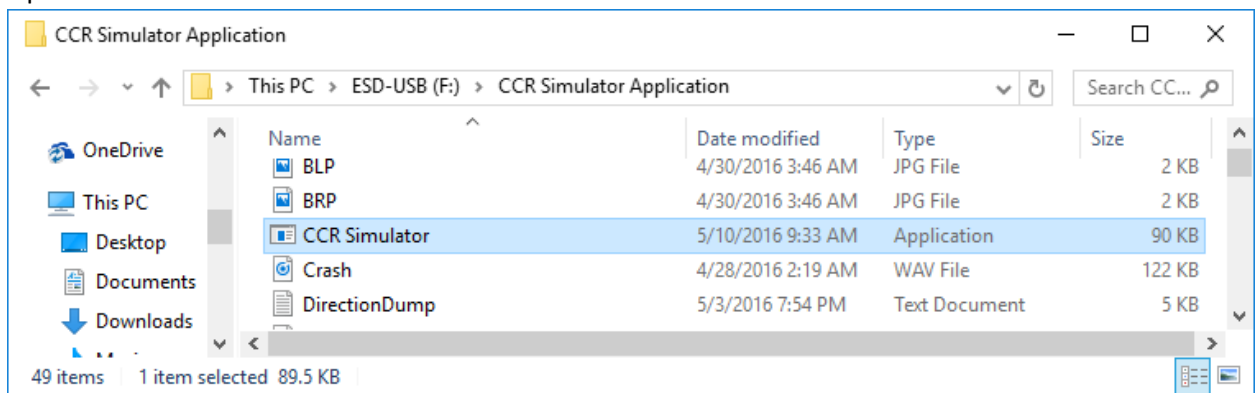 CCR Simulator Application
This PC > ESD-USB (F:) > CCR Simulator Application
Search CC...
OneDrive
This PC
Desktop
Documents
Downloads
Name Date modified Type Size
BLP 4/30/2016 3:46 AM JPG File 2 KB
BRP 4/30/2016 3:46 AM JPG File 2 KB
CCR Simulator 5/10/2016 9:33 AM Application 90 KB
Crash 4/28/2016 2:19 AM WAV File 122 KB
DirectionDump 5/3/2016 7:54 PM Text Document 5 KB
49 items 1 item selected 89.5 KB